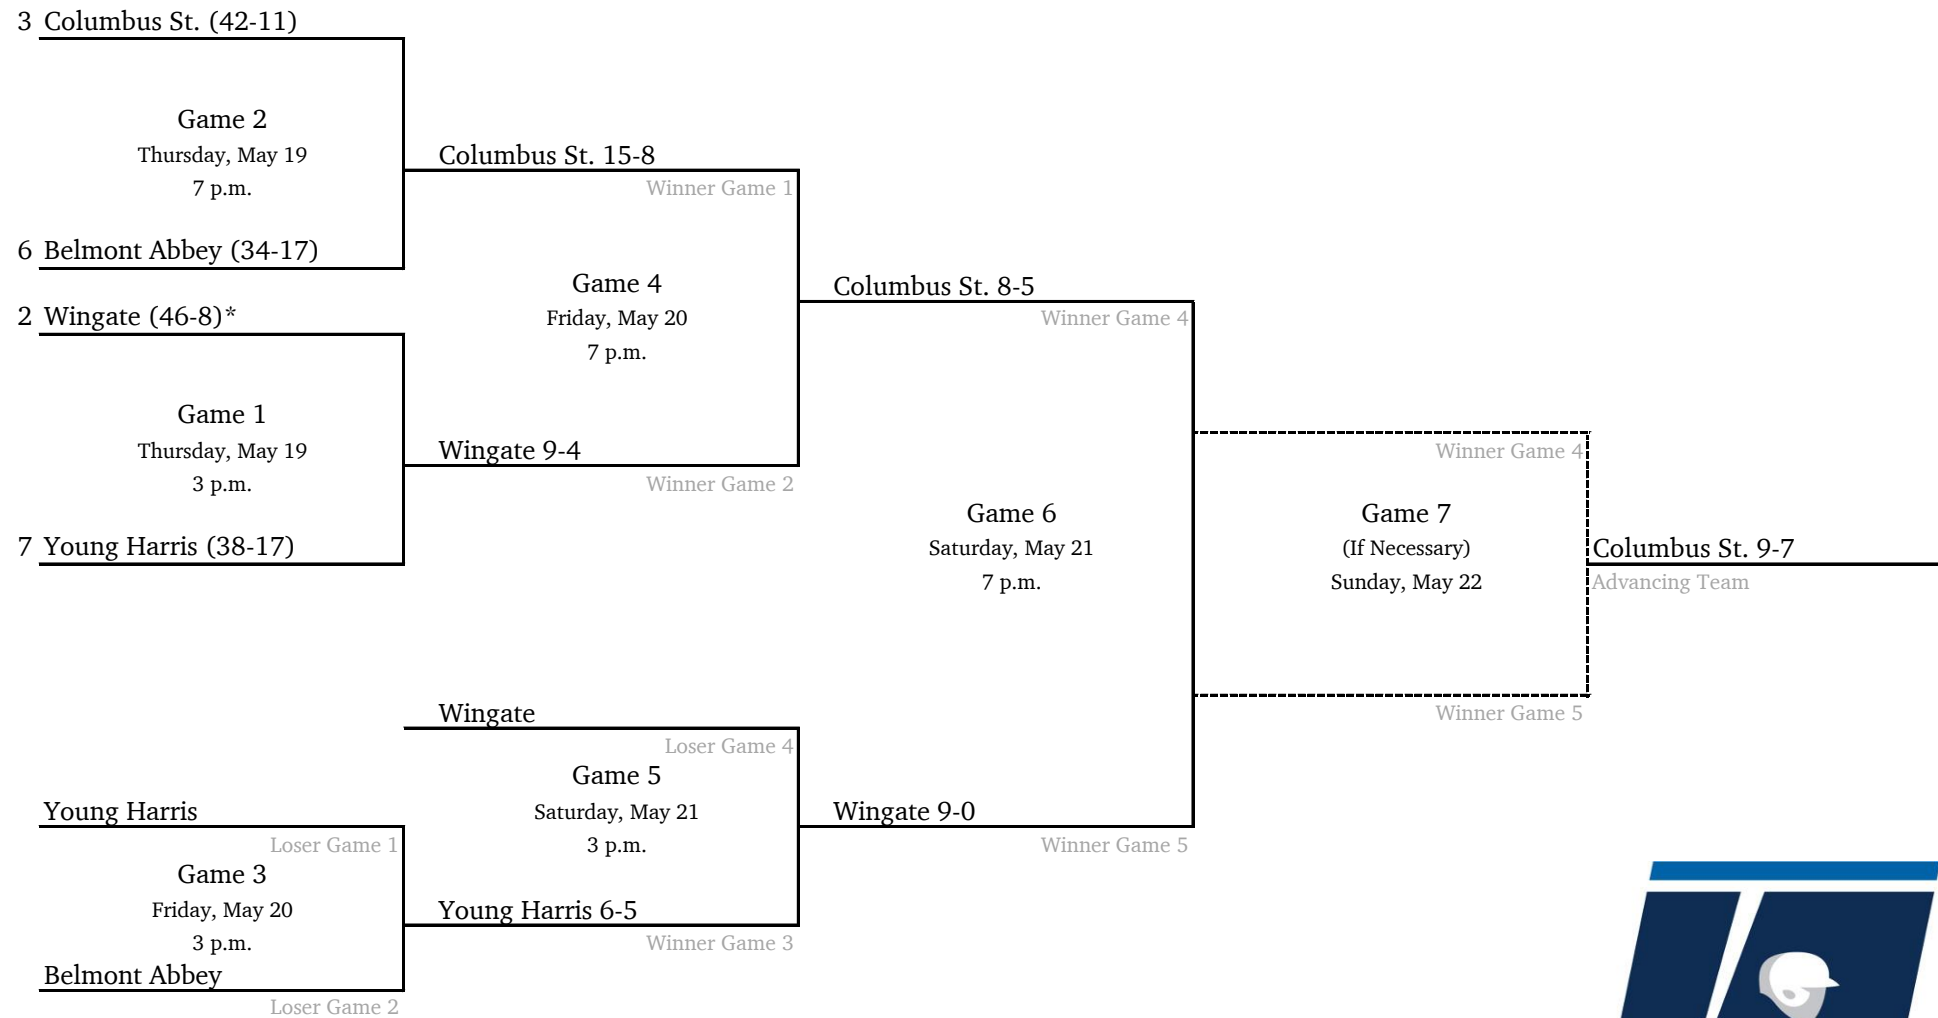 3 Columbus St. (42-11)
Game 2
Thursday, May 19
7 p.m.
6 Belmont Abbey (34-17)
2 Wingate (46-8)*
Game 1
Thursday, May 19
3 p.m.
7 Young Harris (38-17)
Columbus St. 15-8
Winner Game 1
Game 4
Friday, May 20
7 p.m.
Wingate 9-4
Winner Game 2
Columbus St. 8-5
Winner Game 4
Game 6
Saturday, May 21
7 p.m.
Winner Game 4
Game 7
(If Necessary)
Sunday, May 22
Winner Game 5
Columbus St. 9-7
Advancing Team
Wingate
Loser Game 4
Game 5
Saturday, May 21
3 p.m.
Wingate 9-0
Winner Game 5
Young Harris
Loser Game 1
Game 3
Friday, May 20
3 p.m.
Belmont Abbey
Loser Game 2
Young Harris 6-5
Winner Game 3